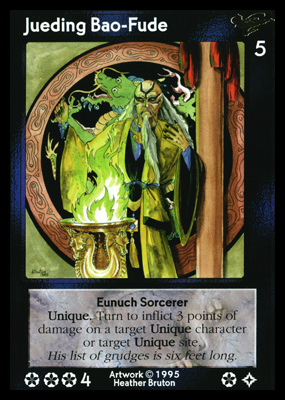 Jueding Bao-Fude
5
Eunuch Sorcerer
Unique. Turn to inflict 3 points of
damage on a target Unique character
or target Unique site.
His list of grudges is six feet long.
4
Artwork © 1995
Heather Bruton